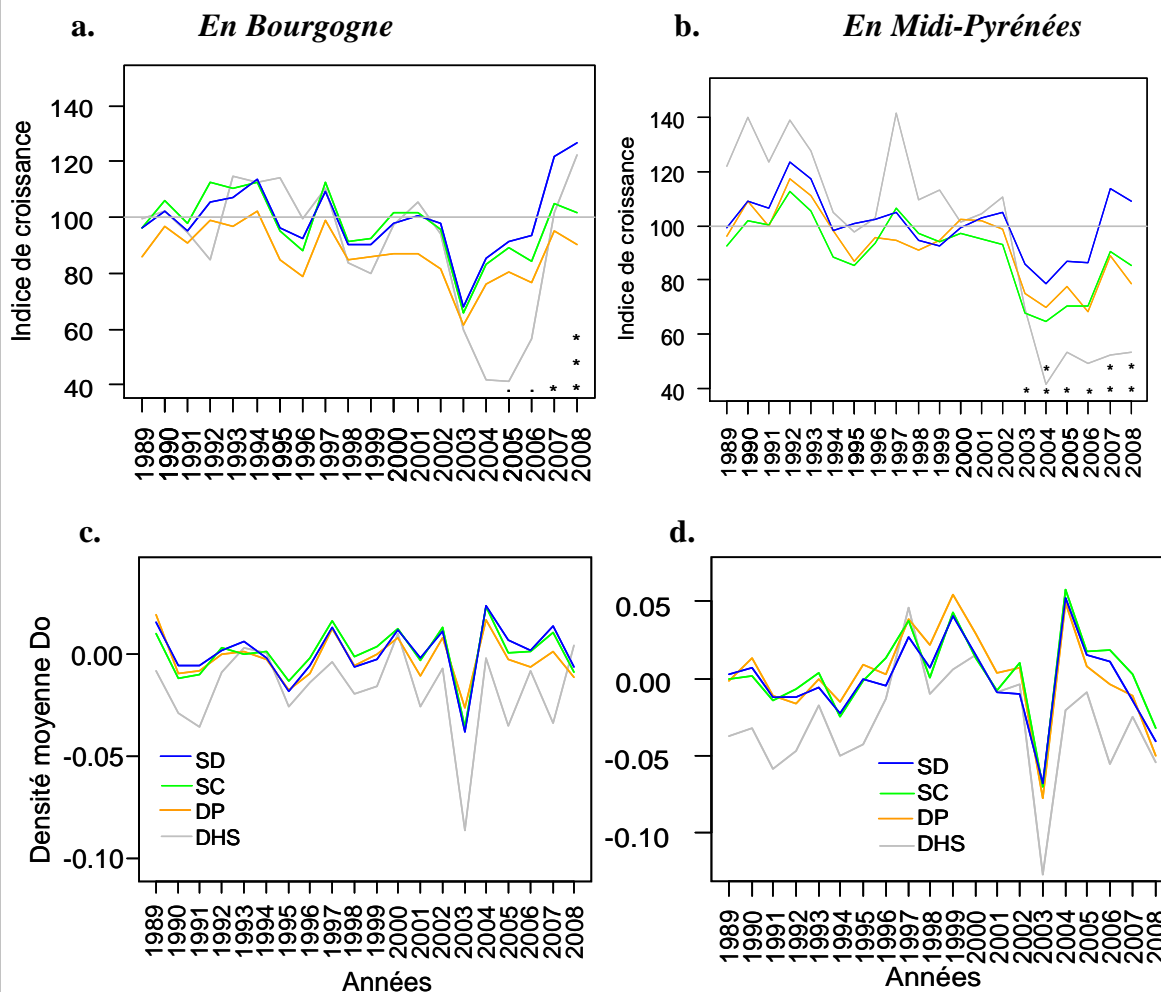 a. En Bourgogne
b. En Midi-Pyrénées
Indice de croissance
140
120
100
80
60
40
. . * * * *
1989 1990 1991 1992 1993 1994 1995 1996 1997 1998 1999 2000 2001 2002 2003 2004 2005 2006 2007 2008
Indice de croissance
140
120
100
80
60
40
* * * * * * * * *
1989 1990 1991 1992 1993 1994 1995 1996 1997 1998 1999 2000 2001 2002 2003 2004 2005 2006 2007 2008
c.
Densité moyenne Do
0.00
-0.05
-0.10
SD
SC
DP
DHS
1989 1990 1991 1992 1993 1994 1995 1996 1997 1998 1999 2000 2001 2002 2003 2004 2005 2006 2007 2008
Années
d.
0.05
0.00
-0.05
-0.10
SD
SC
DP
DHS
1989 1990 1991 1992 1993 1994 1995 1996 1997 1998 1999 2000 2001 2002 2003 2004 2005 2006 2007 2008
Années